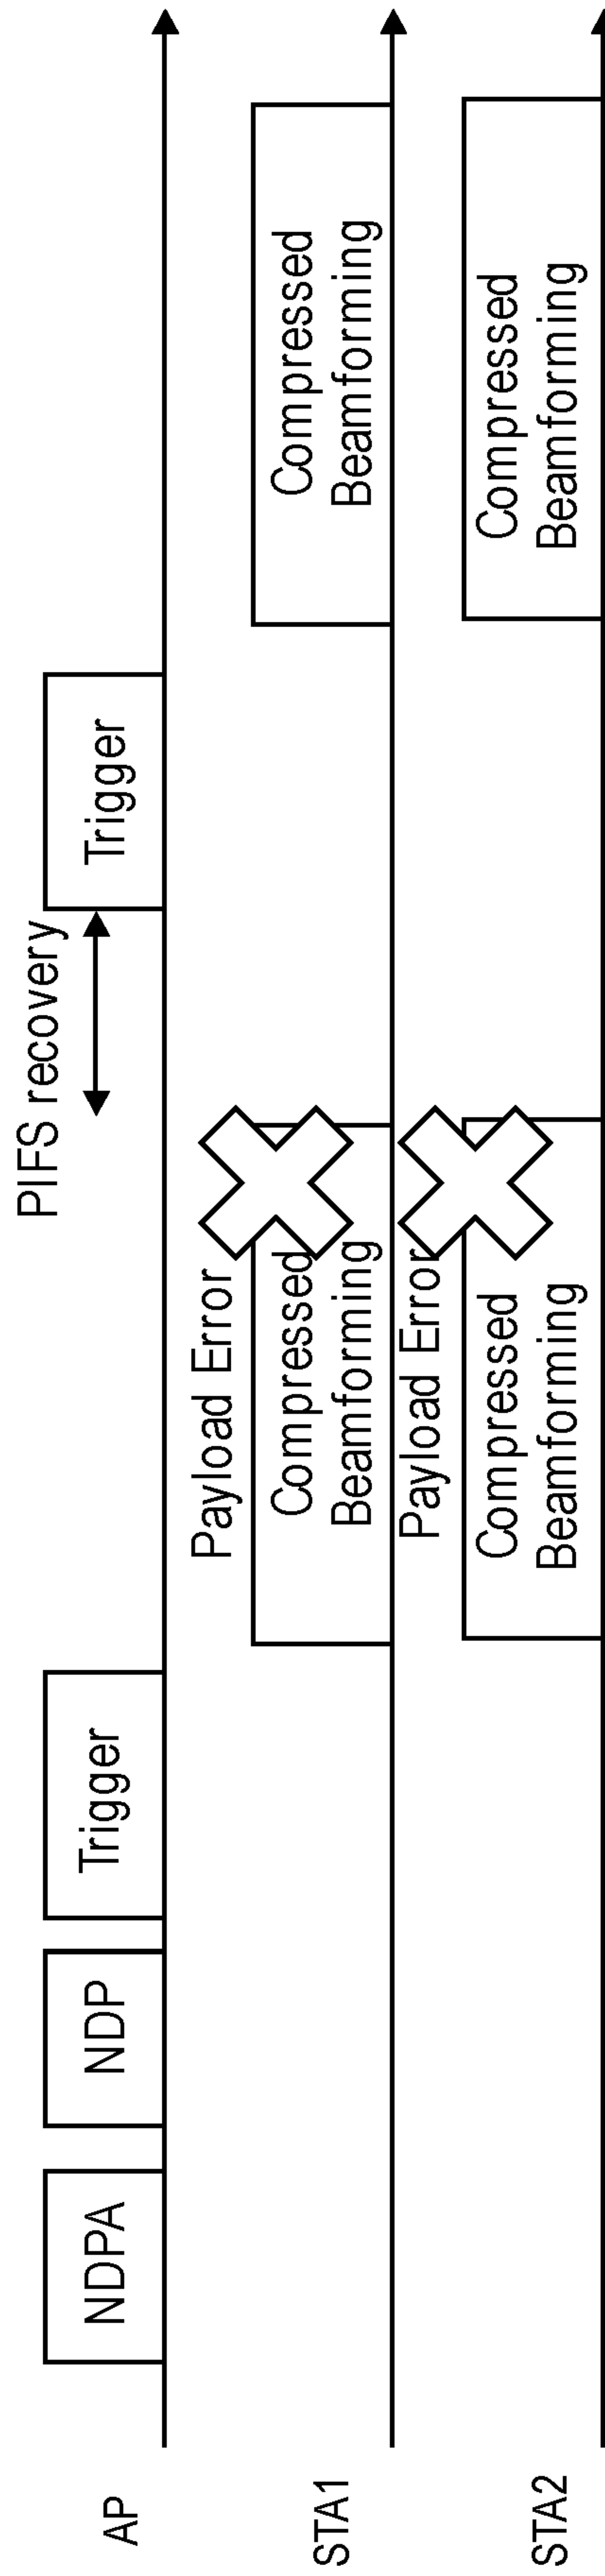 AP
NDPA
NDP
Trigger
PIFS recovery
Trigger
STA1
Payload Error
Compressed
Beamforming
Compressed
Beamforming
STA2
Payload Error
Compressed
Beamforming
Compressed
Beamforming